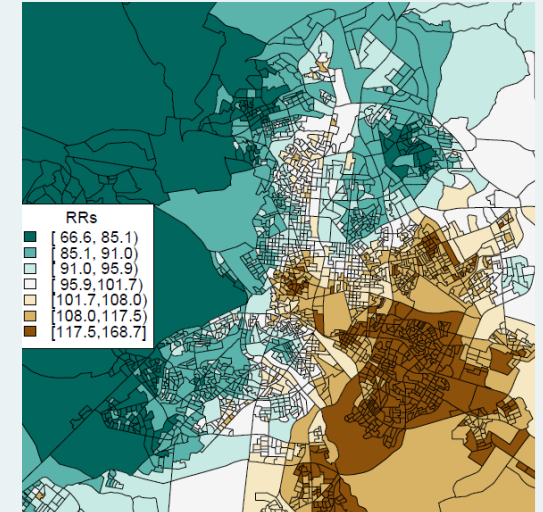 RRs
[ 66.6, 85.1)
[ 85.1, 91.0)
[ 91.0, 95.9)
[ 95.9,101.7)
[101.7,108.0)
[108.0,117.5)
[117.5,168.7]